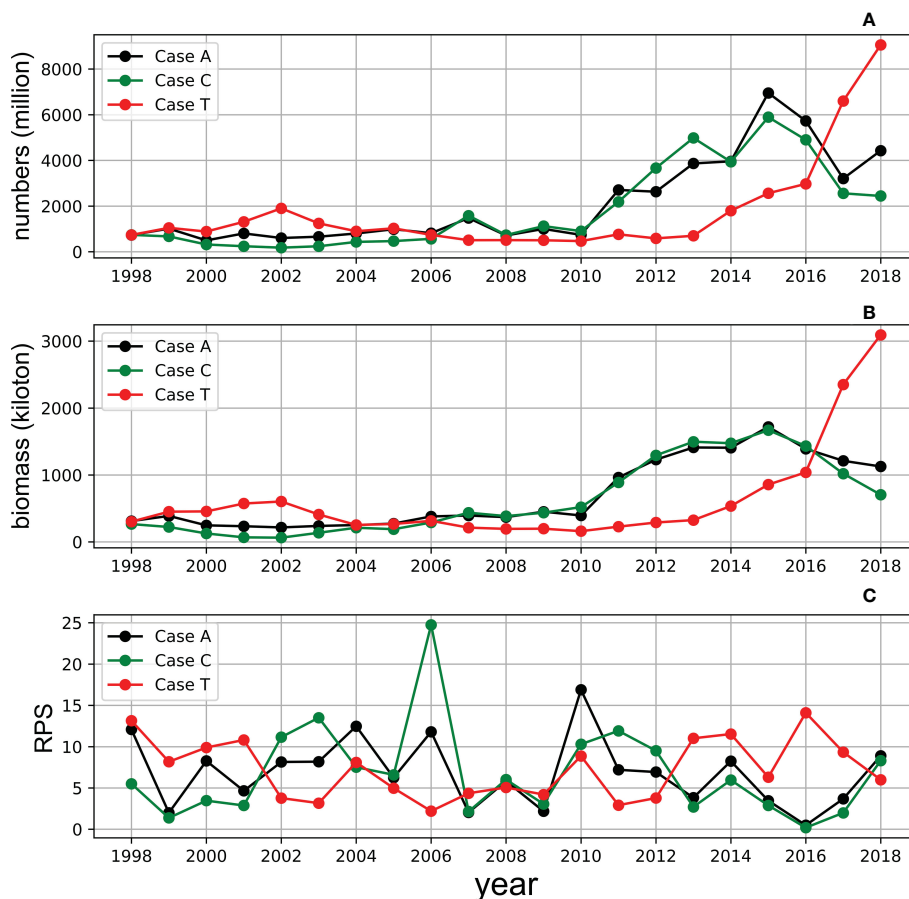 A
numbers (million)
8000
6000
4000
2000
0
Case A
Case C
Case T
1998 2000 2002 2004 2006 2008 2010 2012 2014 2016 2018
B
biomass (kiloton)
3000
2000
1000
0
Case A
Case C
Case T
1998 2000 2002 2004 2006 2008 2010 2012 2014 2016 2018
C
RPS
25
20
15
10
5
0
Case A
Case C
Case T
1998 2000 2002 2004 2006 2008 2010 2012 2014 2016 2018
year